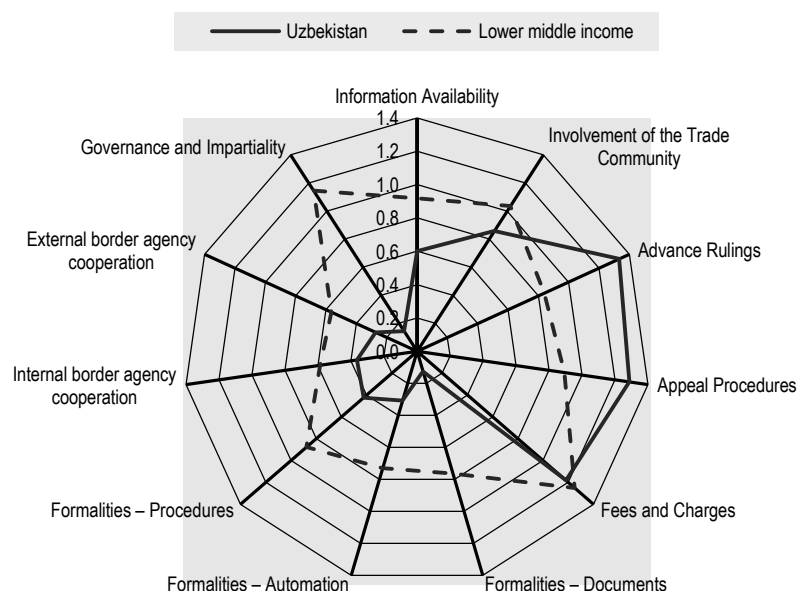 Uzbekistan
Lower middle income
Information Availability
Involvement of the Trade
Community
Advance Rulings
Appeal Procedures
Fees and Charges
Formalities – Documents
Formalities – Automation
Formalities – Procedures
Internal border agency
cooperation
External border agency
cooperation
Governance and Impartiality
1.4
1.2
1.0
0.8
0.6
0.4
0.2
0.0